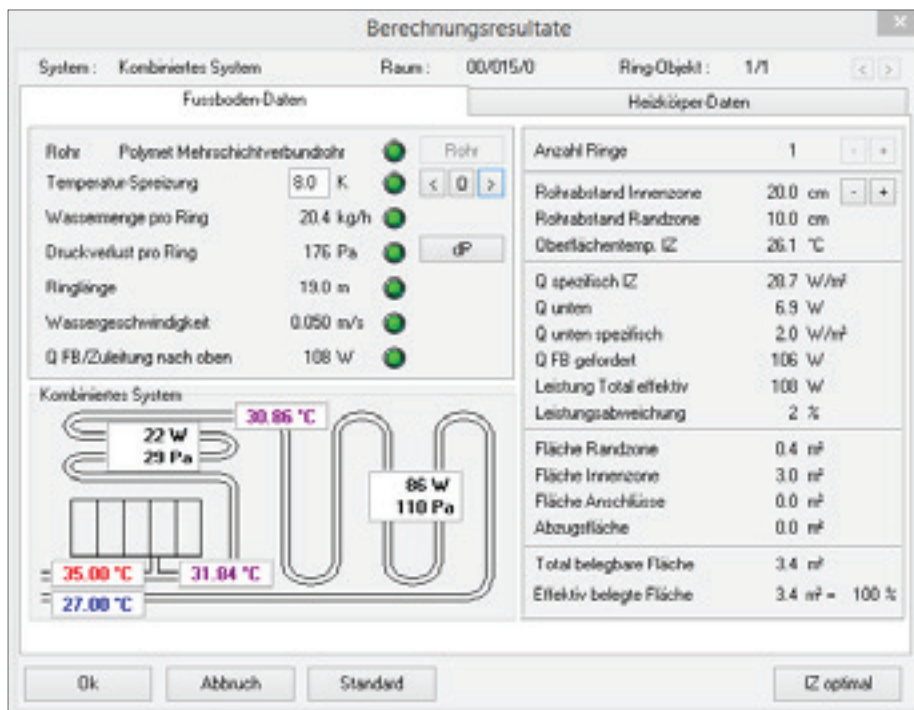 Berechnungsresultate
System : Kombiniertes System Raum : 00/015/0 Ring-Objekt : 1/1 < >
Fussboden-Daten Heizkörper-Daten
Rohr Polymet Mehrschichtverbundrohr Rohr
Temperatur-Spreizung 8.0 K < 0 >
Wassermenge pro Ring 20.4 kg/h
Druckverlust pro Ring 176 Pa dP
Ringlänge 19.0 m
Wassergeschwindigkeit 0.050 m/s
Q FB/Zuleitung nach oben 108 W
Kombiniertes System
30.86 °C
22 W
29 Pa
86 W
110 Pa
35.00 °C 31.84 °C
27.00 °C
Anzahl Ringe 1 - +
Rohrabstand Innenzone 20.0 cm - +
Rohrabstand Randzone 10.0 cm
Oberflächentemp. IZ 26.1 °C
Q spezifisch IZ 28.7 W/m²
Q unten 6.9 W
Q unten spezifisch 2.0 W/m²
Q FB gefordert 106 W
Leistung Total effektiv 108 W
Leistungsabweichung 2 %
Fläche Randzone 0.4 m²
Fläche Innenzone 3.0 m²
Fläche Anschlüsse 0.0 m²
Abzugsfläche 0.0 m²
Total belegbare Fläche 3.4 m²
Effektiv belegte Fläche 3.4 m² = 100 %
Ok Abbruch Standard IZ optimal